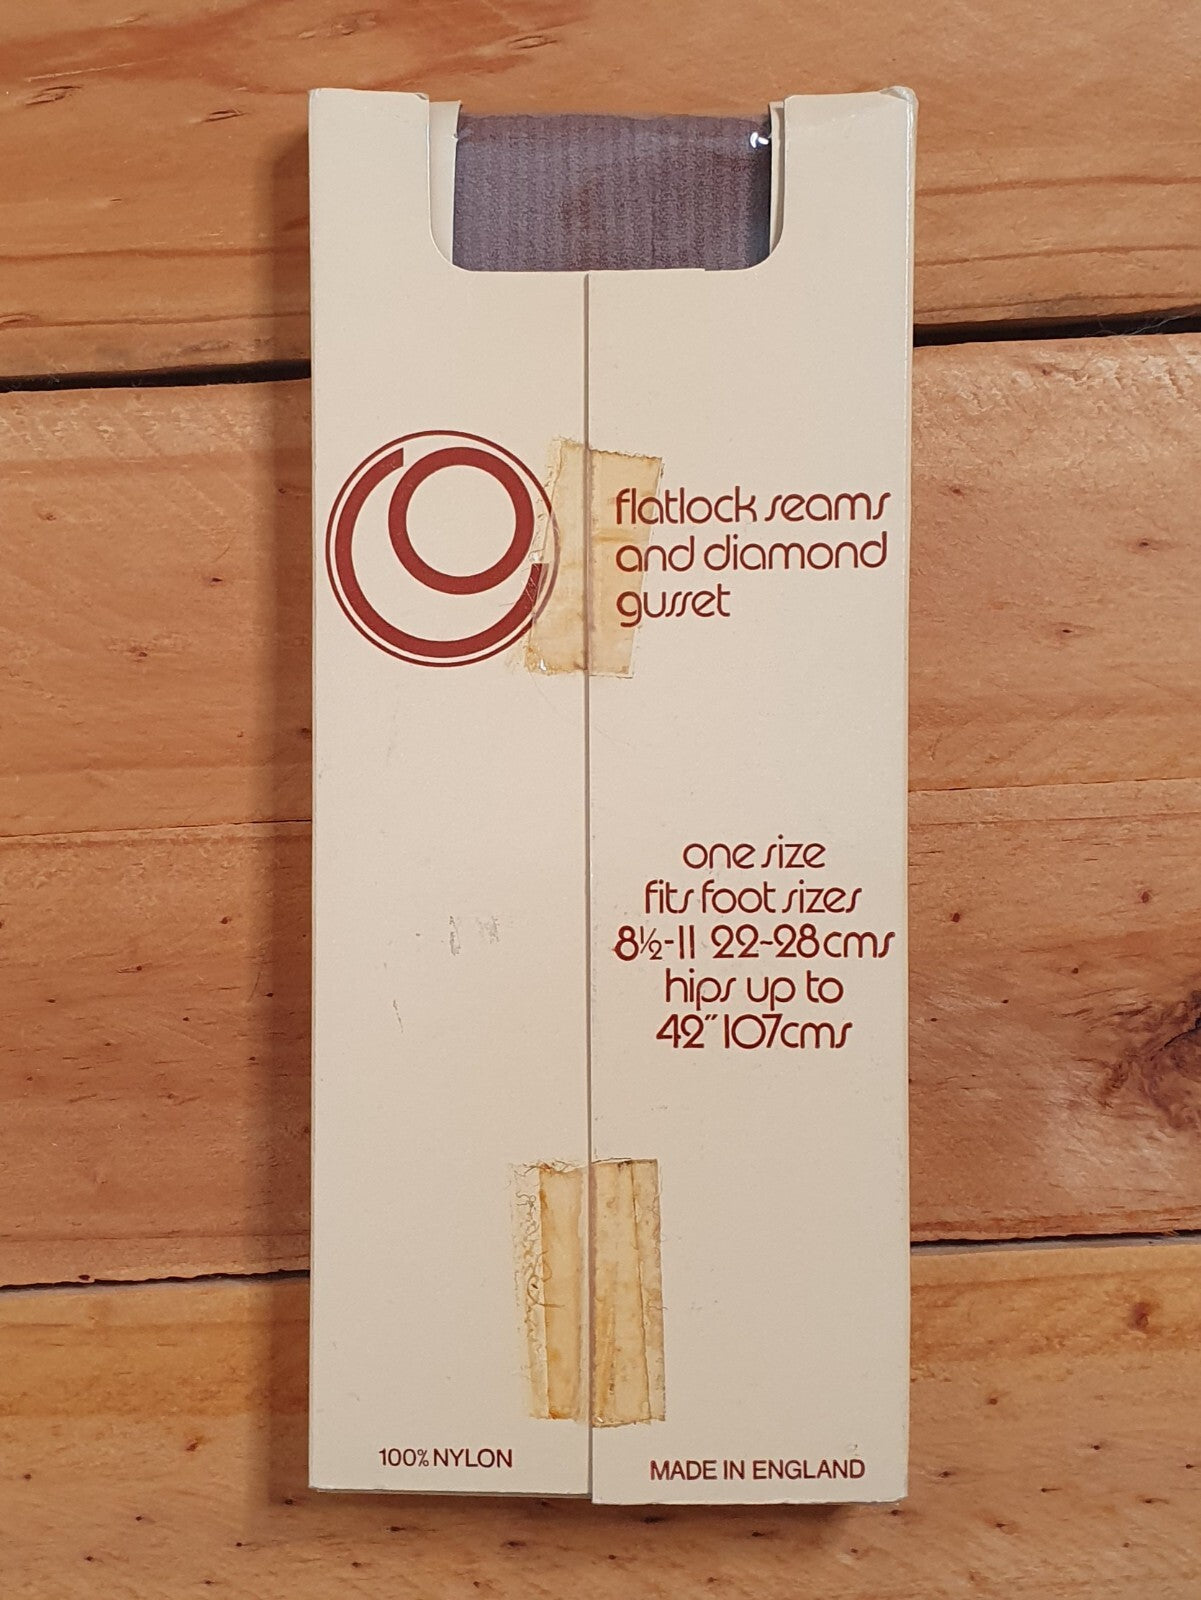 flatlock seams
and diamond
gusset
one size
fits foot sizes
8½-11 22-28cms
hips up to
42" 107cms
100% NYLON
MADE IN ENGLAND